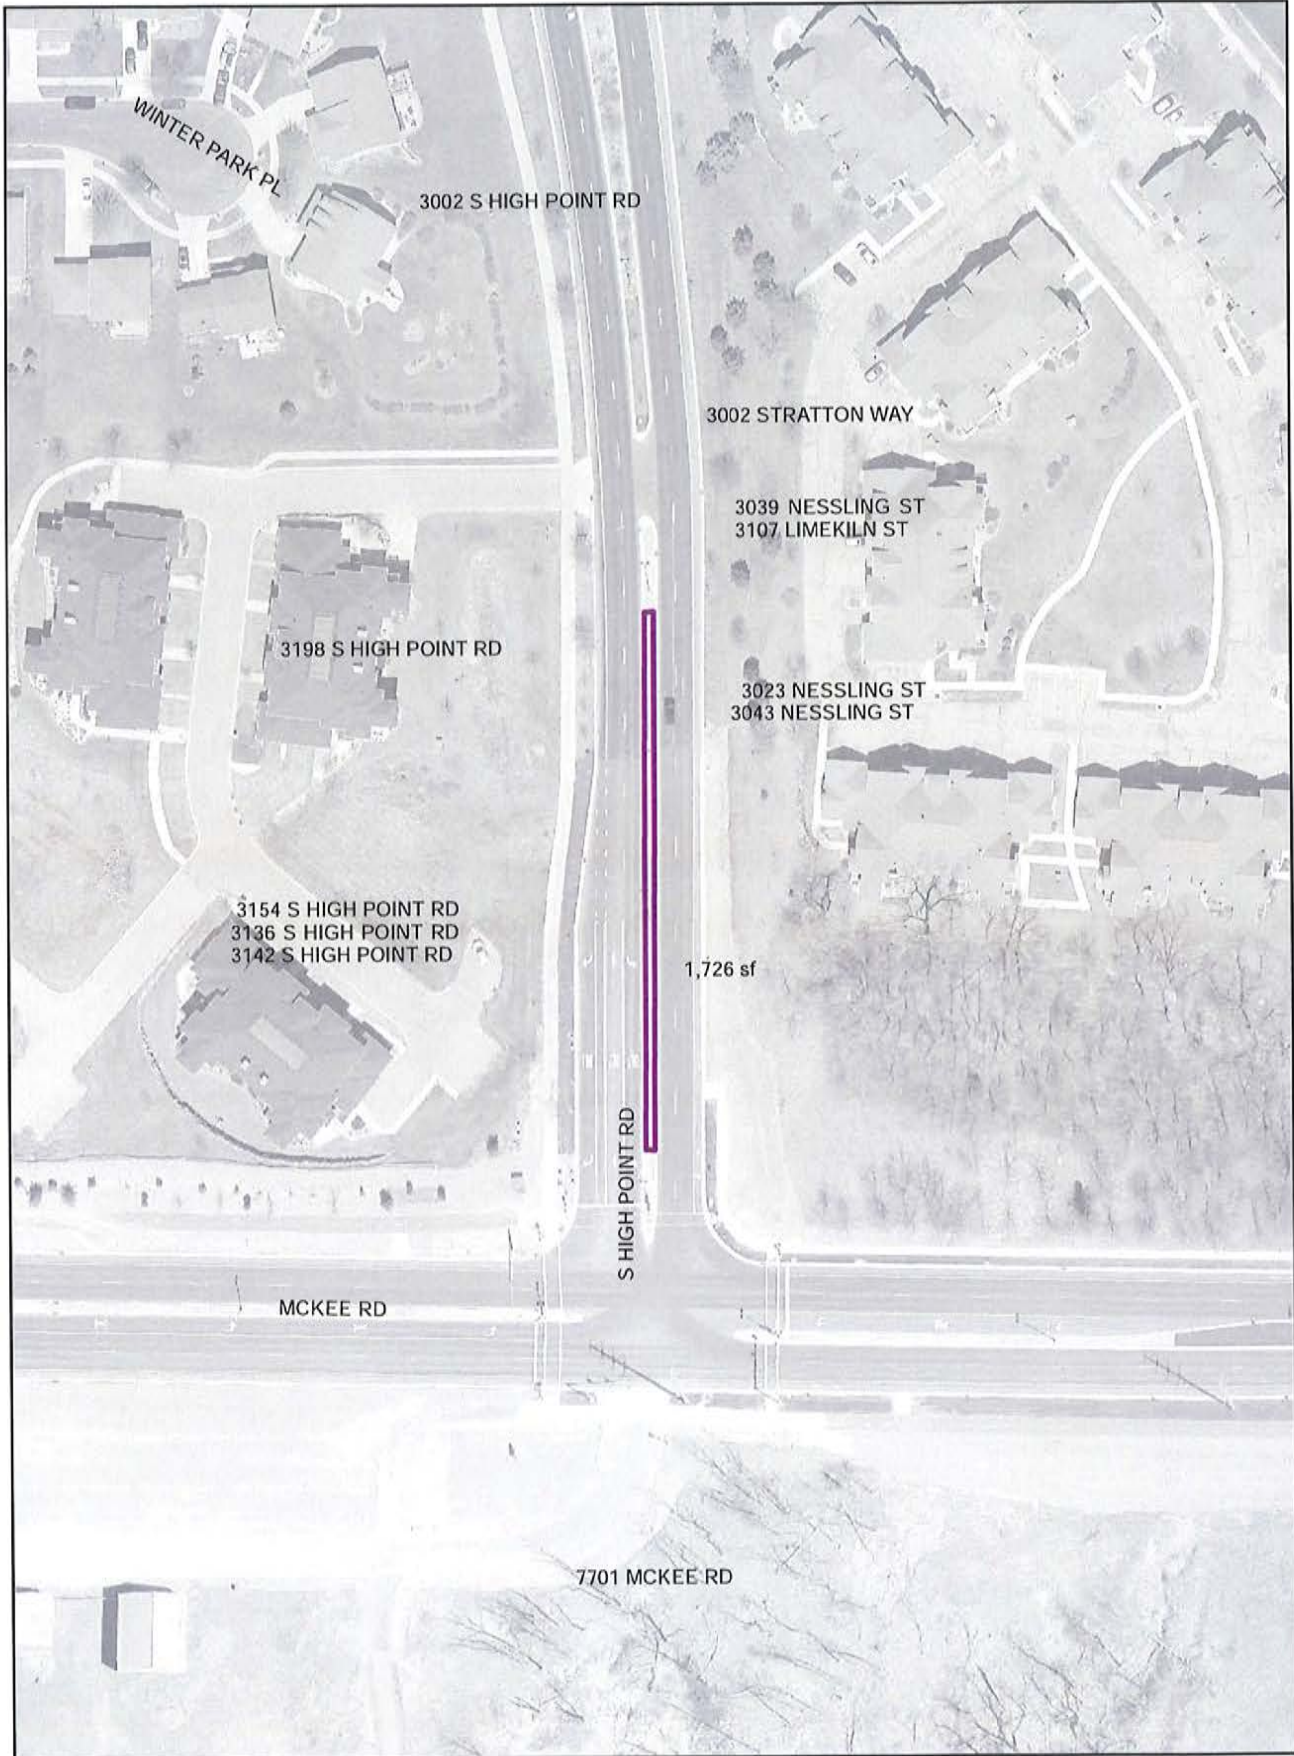 WINTER PARK PL
3002 S HIGH POINT RD
3002 STRATTON WAY
3039 NESSLING ST
3107 LIMEKILN ST
3198 S HIGH POINT RD
3023 NESSLING ST
3043 NESSLING ST
3154 S HIGH POINT RD
3136 S HIGH POINT RD
3142 S HIGH POINT RD
1,726 sf
S HIGH POINT RD
MCKEE RD
7701 MCKEE RD